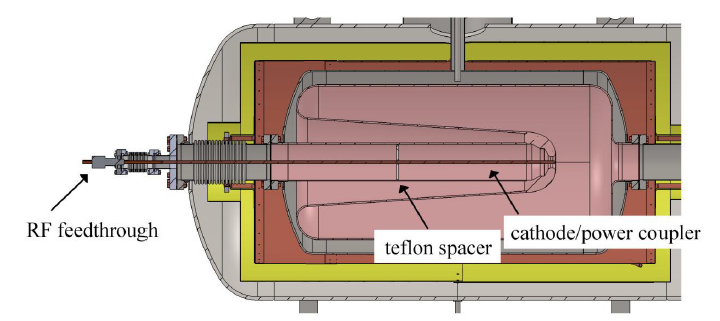 RF feedthrough
teflon spacer
cathode/power coupler